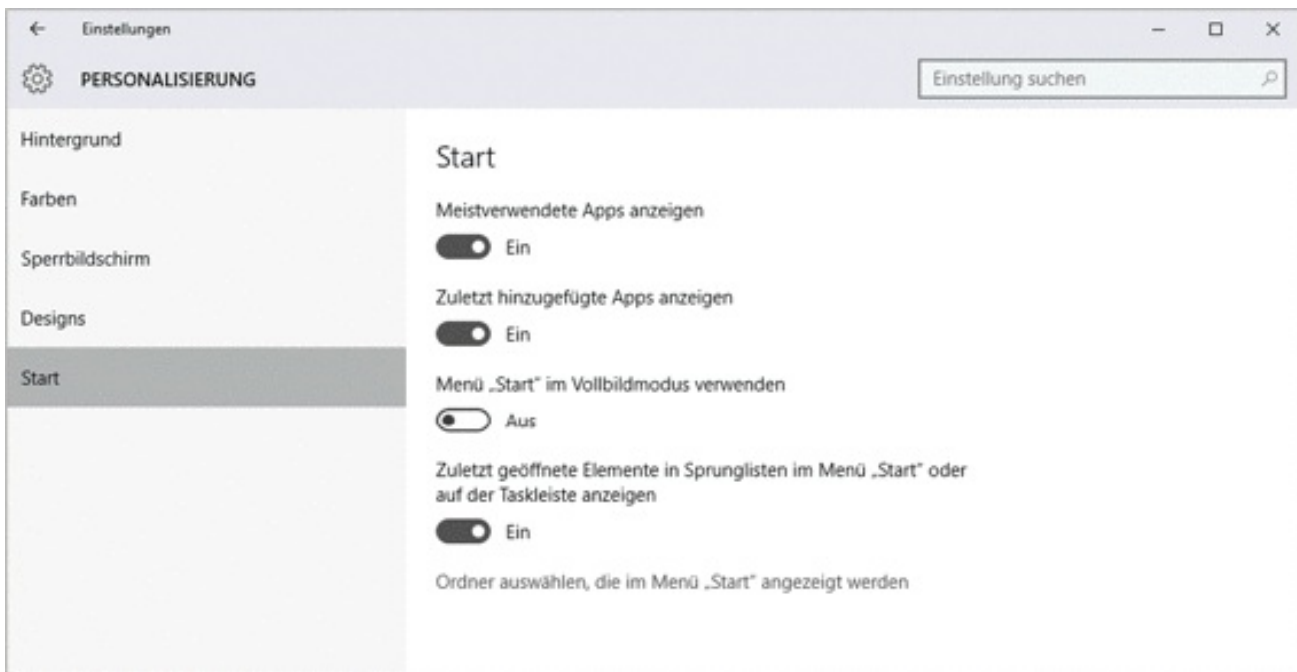 Einstellungen
PERSONALISIERUNG
Einstellung suchen
Hintergrund
Farben
Sperrbildschirm
Designs
Start
Start
Meistverwendete Apps anzeigen
Ein
Zuletzt hinzugefügte Apps anzeigen
Ein
Menü „Start“ im Vollbildmodus verwenden
Aus
Zuletzt geöffnete Elemente in Sprunglisten im Menü „Start“ oder
auf der Taskleiste anzeigen
Ein
Ordner auswählen, die im Menü „Start“ angezeigt werden